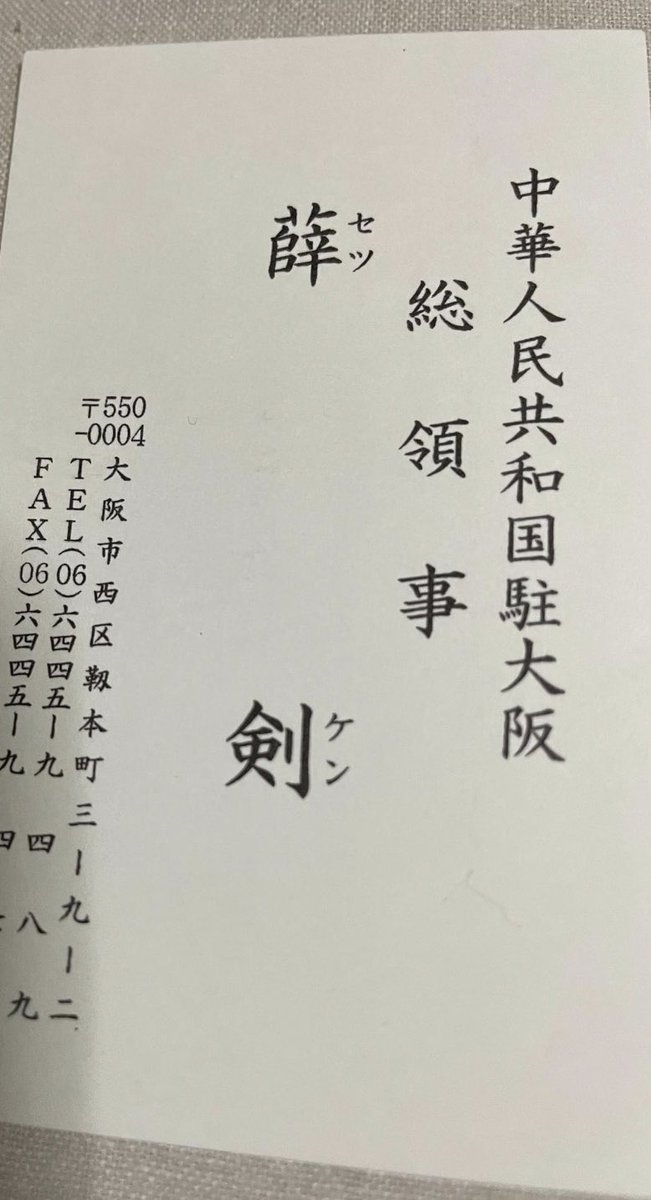 中華人民共和国駐大阪
総領事
薛 剣
セツ ケン
〒550
-0004
大阪市西区靱本町三ー九ー二
TEL(06)六四四五ー九四八九
FAX(06)六四四五ー九四